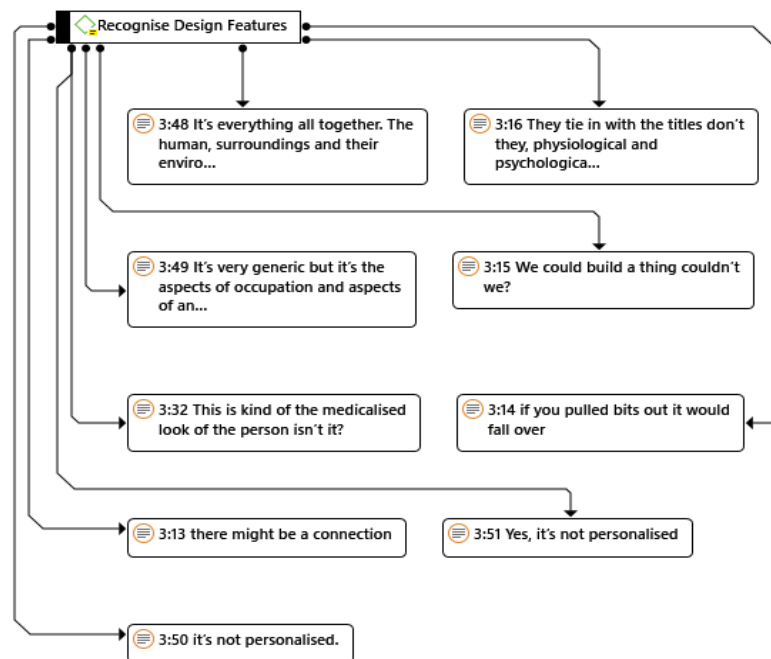 Recognise Design Features
3:48 It's everything all together. The
human, surroundings and their
enviro...
3:16 They tie in with the titles don't
they, physiological and
psychologica...
3:49 It's very generic but it's the
aspects of occupation and aspects
of an...
3:15 We could build a thing couldn't
we?
3:32 This is kind of the medicalised
look of the person isn't it?
3:14 if you pulled bits out it would
fall over
3:13 there might be a connection
3:51 Yes, it's not personalised
3:50 it's not personalised.